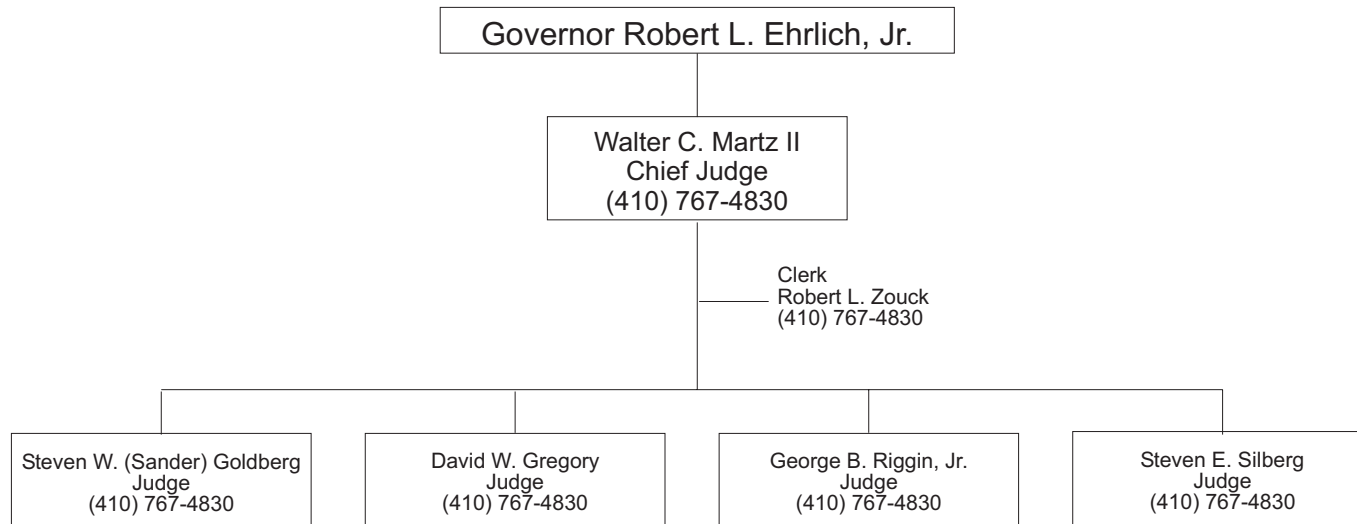 Governor Robert L. Ehrlich, Jr.
Walter C. Martz II
Chief Judge
(410) 767-4830
Clerk
Robert L. Zouck
(410) 767-4830
Steven W. (Sander) Goldberg
Judge
(410) 767-4830
David W. Gregory
Judge
(410) 767-4830
George B. Riggin, Jr.
Judge
(410) 767-4830
Steven E. Silberg
Judge
(410) 767-4830